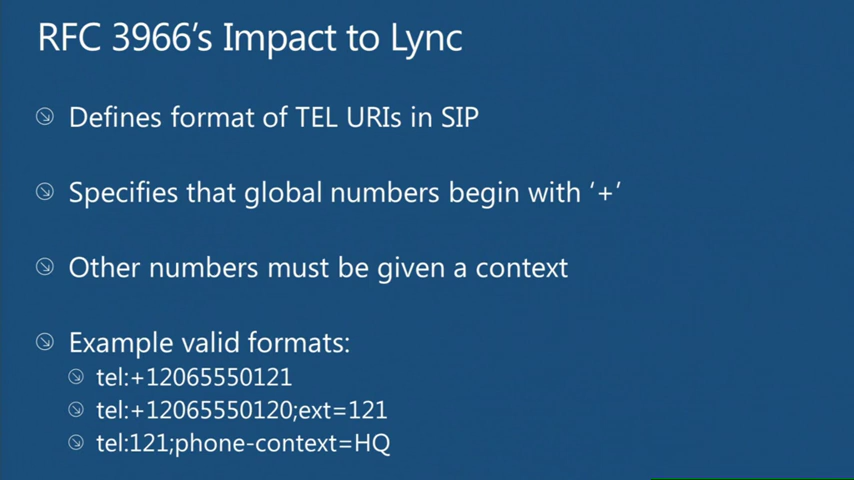 RFC 3966’s Impact to Lync
Defines format of TEL URIs in SIP
Specifies that global numbers begin with ‘+’
Other numbers must be given a context
Example valid formats:
tel:+12065550121
tel:+12065550120;ext=121
tel:121;phone-context=HQ